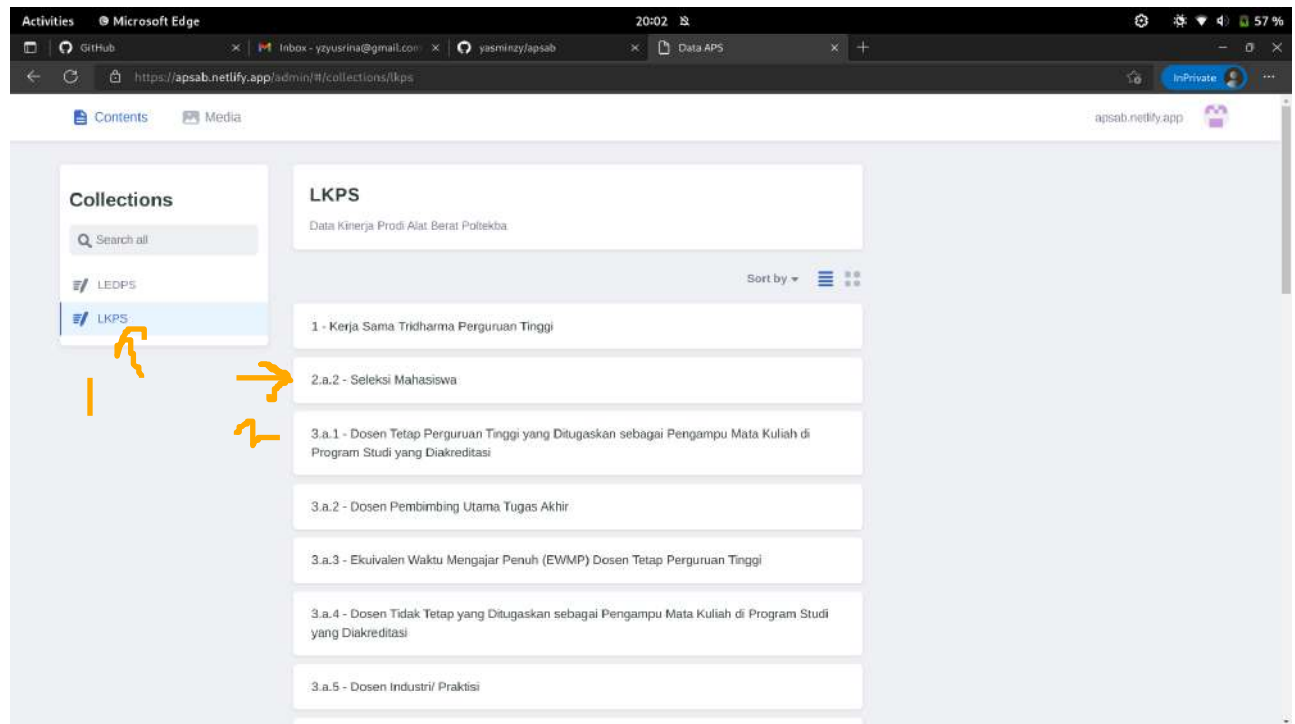 Activities Microsoft Edge 20:02 57 %
GitHub Inbox - yzyusrina@gmail.com yasminzy/apsab Data APS
https://apsab.netlify.app/admin/#/collections/lkps InPrivate
Contents Media apsab.netlify.app
Collections
Search all
LEDPS
LKPS
1
2
LKPS
Data Kinerja Prodi Alat Berat Poltekba
Sort by
1 - Kerja Sama Tridharma Perguruan Tinggi
2.a.2 - Seleksi Mahasiswa
3.a.1 - Dosen Tetap Perguruan Tinggi yang Ditugaskan sebagai Pengampu Mata Kuliah di
Program Studi yang Diakreditasi
3.a.2 - Dosen Pembimbing Utama Tugas Akhir
3.a.3 - Ekuivalen Waktu Mengajar Penuh (EWMP) Dosen Tetap Perguruan Tinggi
3.a.4 - Dosen Tidak Tetap yang Ditugaskan sebagai Pengampu Mata Kuliah di Program Studi
yang Diakreditasi
3.a.5 - Dosen Industri/ Praktisi